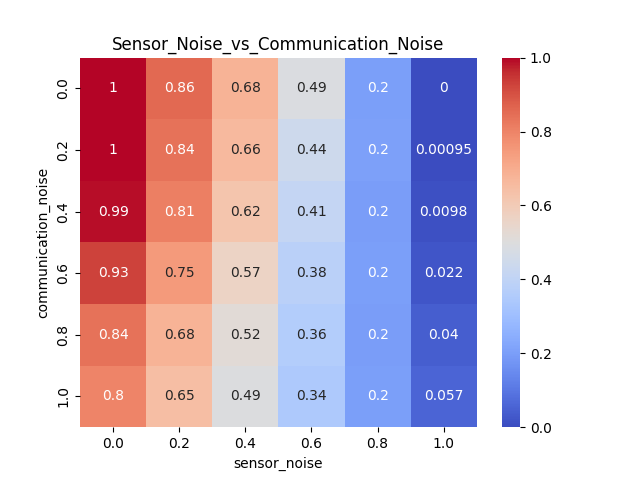 Sensor_Noise_vs_Communication_Noise
communication_noise
0.0 1 0.86 0.68 0.49 0.2 0
0.2 1 0.84 0.66 0.44 0.2 0.00095
0.4 0.99 0.81 0.62 0.41 0.2 0.0098
0.6 0.93 0.75 0.57 0.38 0.2 0.022
0.8 0.84 0.68 0.52 0.36 0.2 0.04
1.0 0.8 0.65 0.49 0.34 0.2 0.057
0.0 0.2 0.4 0.6 0.8 1.0
sensor_noise
1.0
0.8
0.6
0.4
0.2
0.0